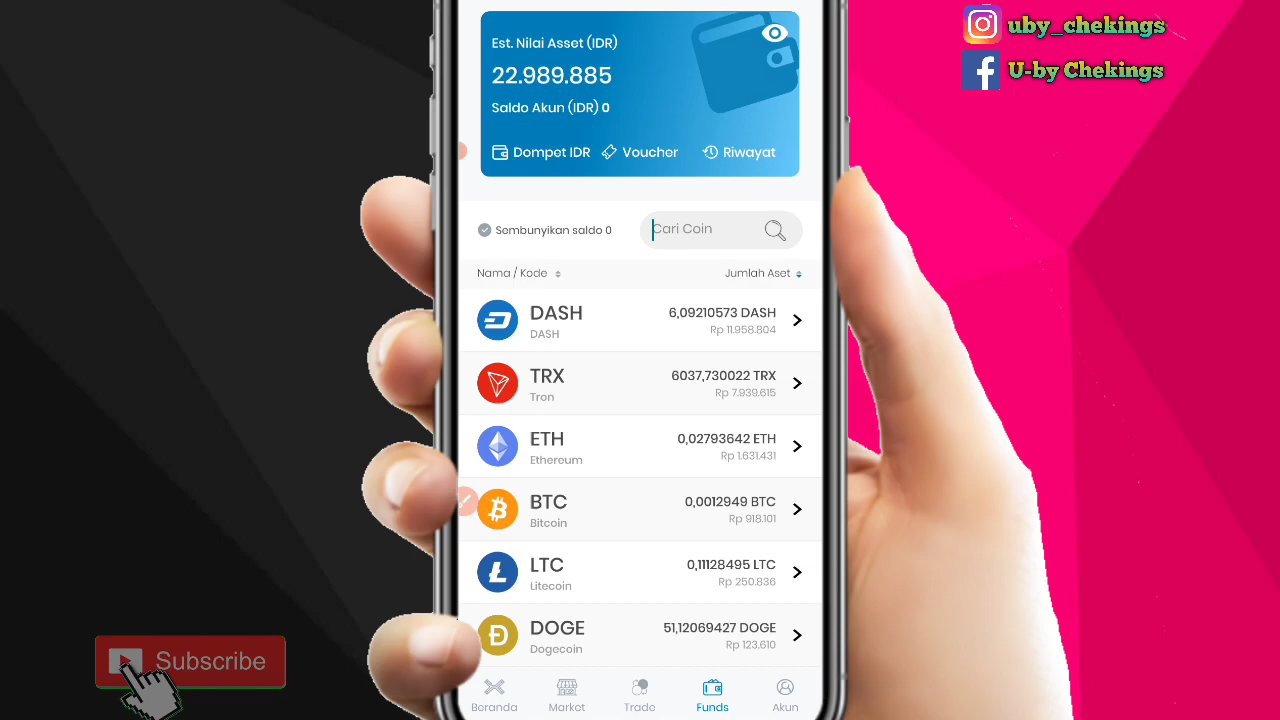 uby_chekings
U-by Chekings
Est. Nilai Asset (IDR)
22.989.885
Saldo Akun (IDR) 0
Dompet IDR Voucher Riwayat
Sembunyikan saldo 0 Cari Coin
Nama / Kode Jumlah Aset
DASH 6,09210573 DASH
DASH Rp 11.958.804
TRX 6037,730022 TRX
Tron Rp 7.939.615
ETH 0,02793642 ETH
Ethereum Rp 1.631.431
BTC 0,0012949 BTC
Bitcoin Rp 918.101
LTC 0,11128495 LTC
Litecoin Rp 250.836
DOGE 51,12069427 DOGE
Dogecoin Rp 123.610
Subscribe
Beranda Market Trade Funds Akun